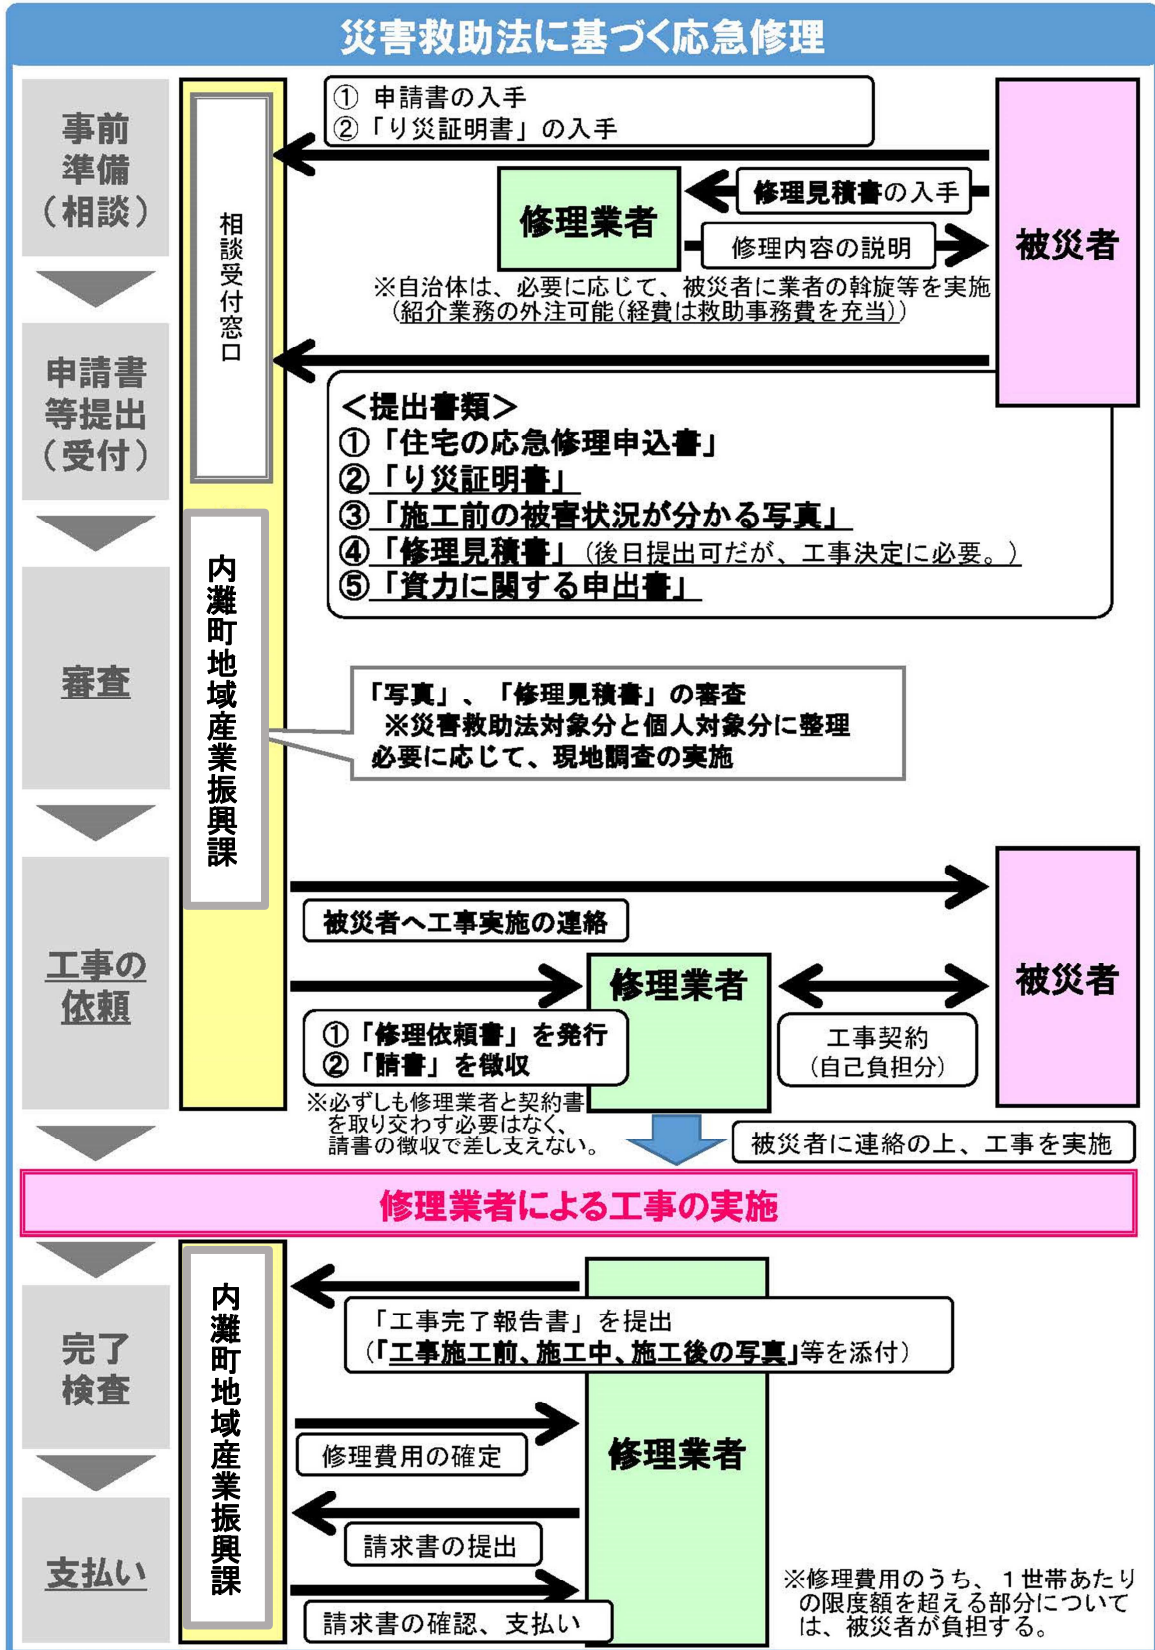 災害救助法に基づく応急修理
事前
準備
（相談）
相談受付窓口
① 申請書の入手
②「り災証明書」の入手
修理業者
修理見積書の入手
修理内容の説明
被災者
※自治体は、必要に応じて、被災者に業者の斡旋等を実施
（紹介業務の外注可能（経費は救助事務費を充当））
申請書
等提出
（受付）
＜提出書類＞
①「住宅の応急修理申込書」
②「り災証明書」
③「施工前の被害状況が分かる写真」
④「修理見積書」（後日提出可だが、工事決定に必要。）
⑤「資力に関する申出書」
内灘町地域産業振興課
審査
「写真」、「修理見積書」の審査
※災害救助法対象分と個人対象分に整理
必要に応じて、現地調査の実施
工事の
依頼
被災者へ工事実施の連絡
①「修理依頼書」を発行
②「請書」を徴収
修理業者
工事契約
（自己負担分）
被災者
※必ずしも修理業者と契約書
を取り交わす必要はなく、
請書の徴収で差し支えない。
被災者に連絡の上、工事を実施
修理業者による工事の実施
完了
検査
内灘町地域産業振興課
「工事完了報告書」を提出
（「工事施工前、施工中、施工後の写真」等を添付）
修理費用の確定
修理業者
請求書の提出
支払い
請求書の確認、支払い
※修理費用のうち、１世帯あたり
の限度額を超える部分について
は、被災者が負担する。